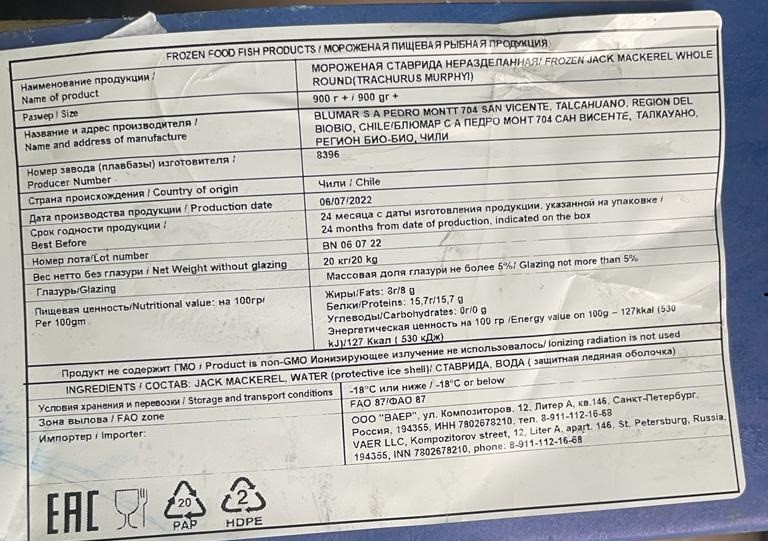 FROZEN FOOD FISH PRODUCTS / МОРОЖЕНАЯ ПИЩЕВАЯ РЫБНАЯ ПРОДУКЦИЯ
Наименование продукции /
Name of product
МОРОЖЕНАЯ СТАВРИДА НЕРАЗДЕЛАННАЯ/ FROZEN JACK MACKEREL WHOLE
ROUND(TRACHURUS MURPHYI)
Размер / Size
900 г + / 900 gr +
Название и адрес производителя /
Name and address of manufacture
BLUMAR S A PEDRO MONTT 704 SAN VICENTE, TALCAHUANO, REGION DEL
BIOBIO, CHILE/БЛЮМАР С А ПЕДРО МОНТ 704 САН ВИСЕНТЕ, ТАЛКАУАНО,
РЕГИОН БИО-БИО, ЧИЛИ
Номер завода (плавбазы) изготовителя /
Producer Number
8396
Страна происхождения / Country of origin
Чили / Chile
Дата производства продукции / Production date
06/07/2022
Срок годности продукции /
Best Before
24 месяца с даты изготовления продукции, указанной на упаковке /
24 months from date of production, indicated on the box
Номер лота/Lot number
BN 06 07 22
Вес нетто без глазури / Net Weight without glazing
20 кг/20 kg
Глазурь/Glazing
Массовая доля глазури не более 5%/ Glazing not more than 5%
Пищевая ценность/Nutritional value: на 100гр/
Per 100gm
Жиры/Fats: 8г/8 g
Белки/Proteins: 15,7г/15,7 g
Углеводы/Carbohydrates: 0г/0 g
Энергетическая ценность на 100 гр /Energy value on 100g – 127kkal (530
kJ)/127 Ккал ( 530 кДж)
Продукт не содержит ГМО / Product is non-GMO Ионизирующее излучение не использовалось/ Ionizing radiation is not used
INGREDIENTS / СОСТАВ: JACK MACKEREL, WATER (protective ice shell)/ СТАВРИДА, ВОДА ( защитная ледяная оболочка)
Условия хранения и перевозки / Storage and transport conditions
-18°C или ниже / -18°C or below
Зона вылова / FAO zone
FAO 87/ФАО 87
Импортер / Importer:
ООО "ВАЕР", ул. Композиторов. 12, Литер А, кв.146, Санкт-Петербург,
Россия, 194355, ИНН 7802678210, тел. 8-911-112-16-68
VAER LLC, Kompozitorov street, 12, Liter A, apart. 146, St. Petersburg, Russia,
194355, INN 7802678210, phone: 8-911-112-16-68
EAC
20
PAP
2
HDPE